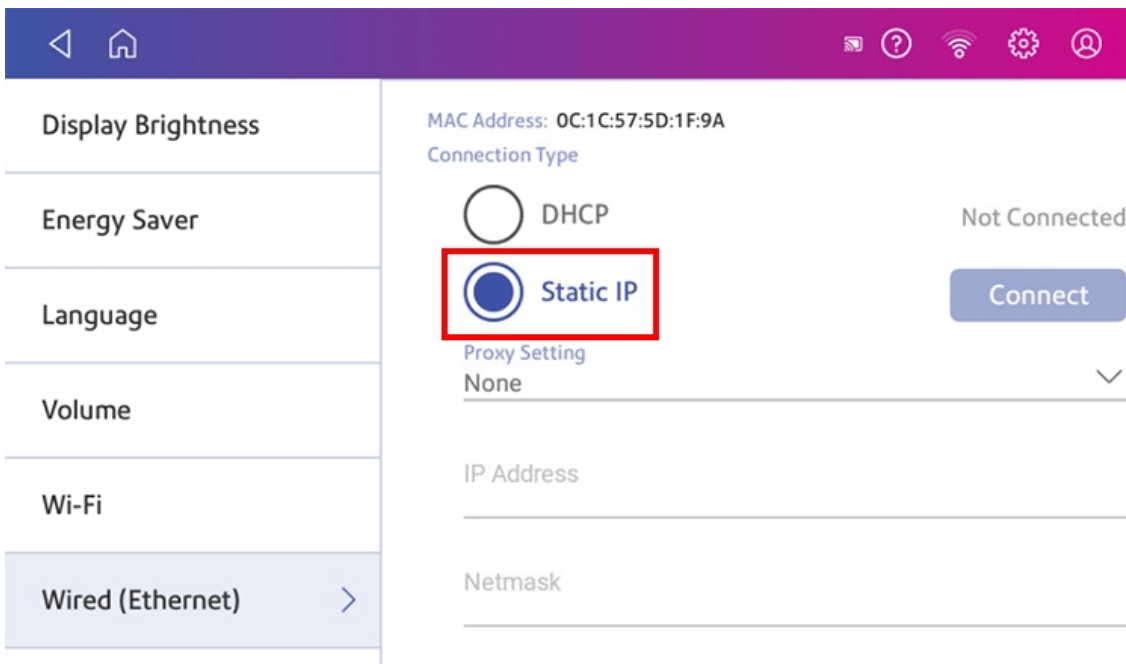 Display Brightness
Energy Saver
Language
Volume
Wi-Fi
Wired (Ethernet)
MAC Address: 0C:1C:57:5D:1F:9A
Connection Type
DHCP
Not Connected
Static IP
Connect
Proxy Setting
None
IP Address
Netmask